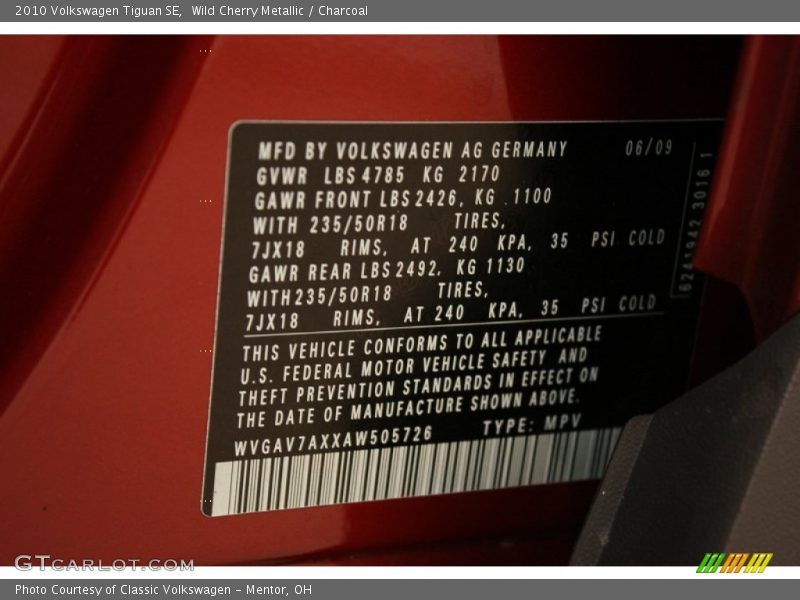 2010 Volkswagen Tiguan SE, Wild Cherry Metallic / Charcoal
MFD BY VOLKSWAGEN AG GERMANY 06/09
GVWR LBS 4785 KG 2170
GAWR FRONT LBS 2426, KG 1100
WITH 235/50R18 TIRES,
7JX18 RIMS, AT 240 KPA, 35 PSI COLD
GAWR REAR LBS 2492, KG 1130
WITH 235/50R18 TIRES,
7JX18 RIMS, AT 240 KPA, 35 PSI COLD
6241942 3016 1
THIS VEHICLE CONFORMS TO ALL APPLICABLE
U.S. FEDERAL MOTOR VEHICLE SAFETY AND
THEFT PREVENTION STANDARDS IN EFFECT ON
THE DATE OF MANUFACTURE SHOWN ABOVE.
WVGAV7AXXAW505726 TYPE: MPV
GTCARLOT.COM
Photo Courtesy of Classic Volkswagen – Mentor, OH